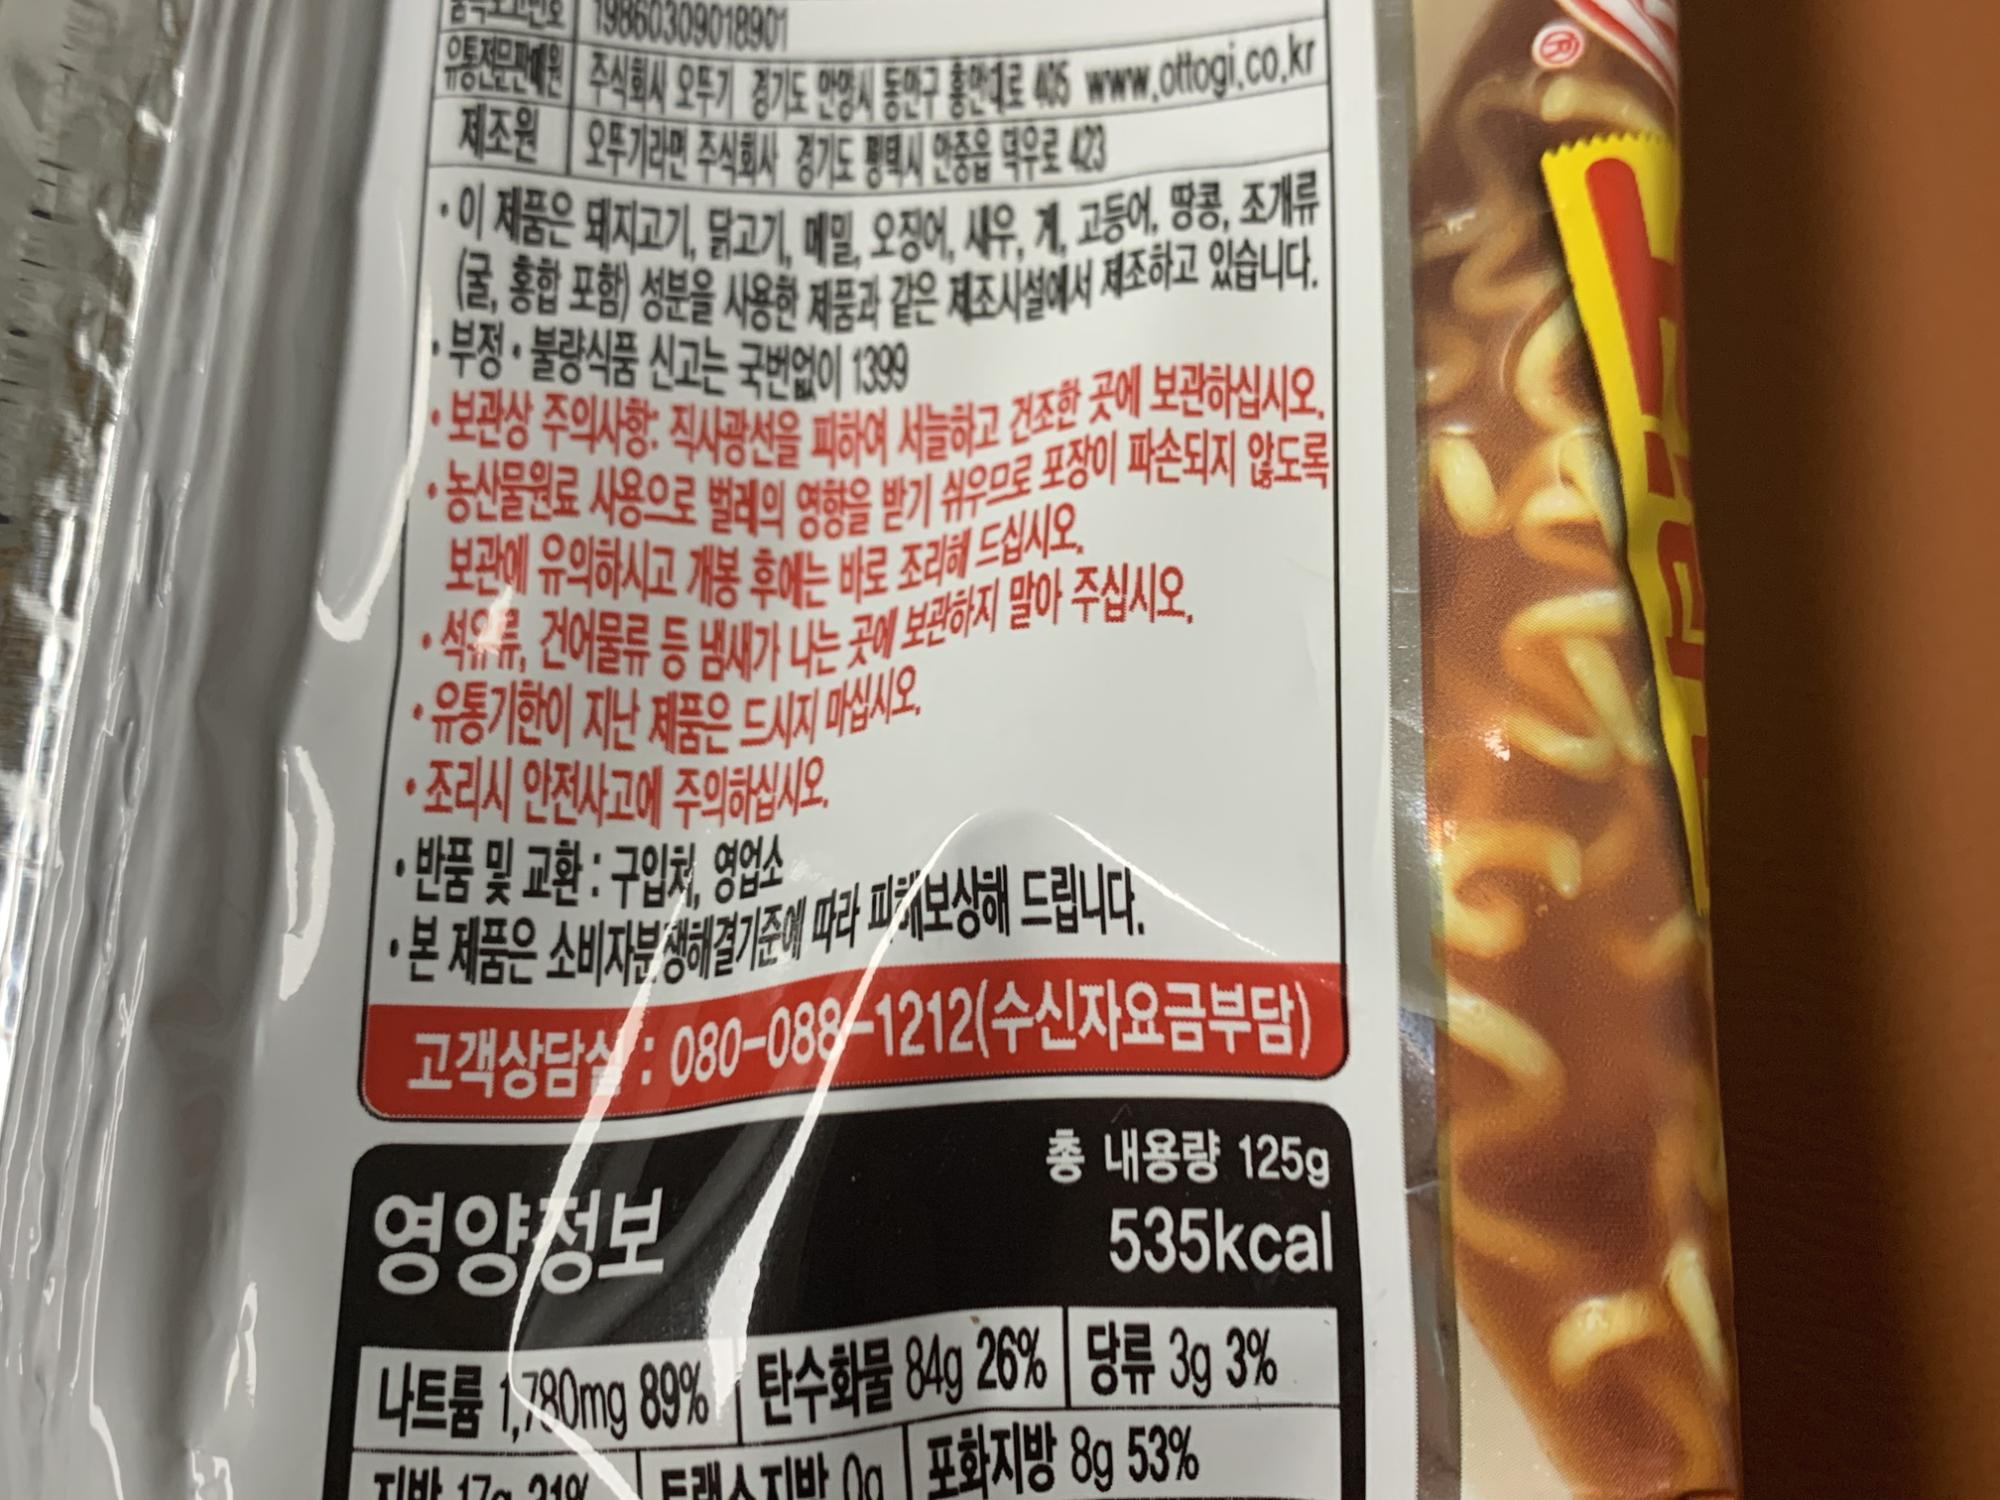 품목보고번호 19860309018901
유통전문판매원 주식회사 오뚜기 경기도 안양시 동안구 흥안대로 405 www.ottogi.co.kr
제조원 오뚜기라면 주식회사 경기도 평택시 안중읍 덕우로 423
• 이 제품은 돼지고기, 닭고기, 메밀, 오징어, 새우, 게, 고등어, 땅콩, 조개류
(굴, 홍합 포함) 성분을 사용한 제품과 같은 제조시설에서 제조하고 있습니다.
• 부정 • 불량식품 신고는 국번없이 1399
• 보관상 주의사항: 직사광선을 피하여 서늘하고 건조한 곳에 보관하십시오.
• 농산물원료 사용으로 벌레의 영향을 받기 쉬우므로 포장이 파손되지 않도록
보관에 유의하시고 개봉 후에는 바로 조리해 드십시오.
• 석유류, 건어물류 등 냄새가 나는 곳에 보관하지 말아 주십시오.
• 유통기한이 지난 제품은 드시지 마십시오.
• 조리시 안전사고에 주의하십시오.
• 반품 및 교환 : 구입처, 영업소
• 본 제품은 소비자분쟁해결기준에 따라 피해보상해 드립니다.
고객상담실 : 080-088-1212(수신자요금부담)
총 내용량 125g
영양정보 535kcal
나트륨 1,780mg 89% 탄수화물 84g 26% 당류 3g 3%
지방 17g 31% 트랜스지방 0g 포화지방 8g 53%
®